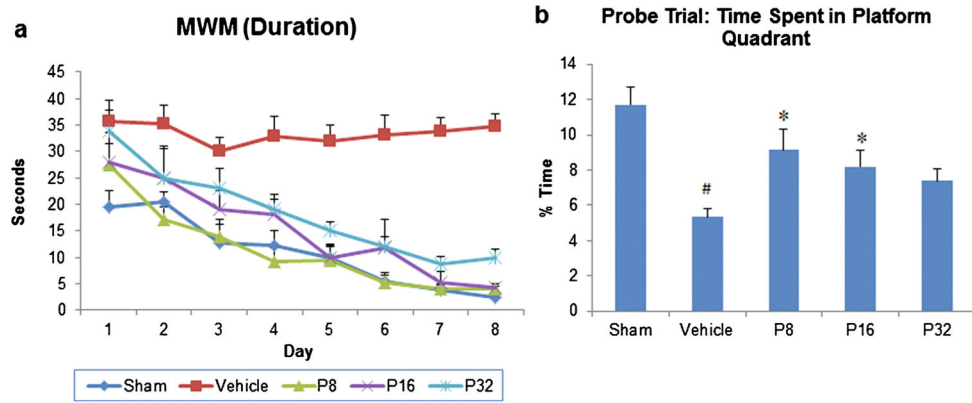 a
MWM (Duration)
Seconds
45
40
35
30
25
20
15
10
5
0
1 2 3 4 5 6 7 8
Day
Sham Vehicle P8 P16 P32
b
Probe Trial: Time Spent in Platform
Quadrant
% Time
14
12
10
8
6
4
2
0
#
*
*
Sham Vehicle P8 P16 P32